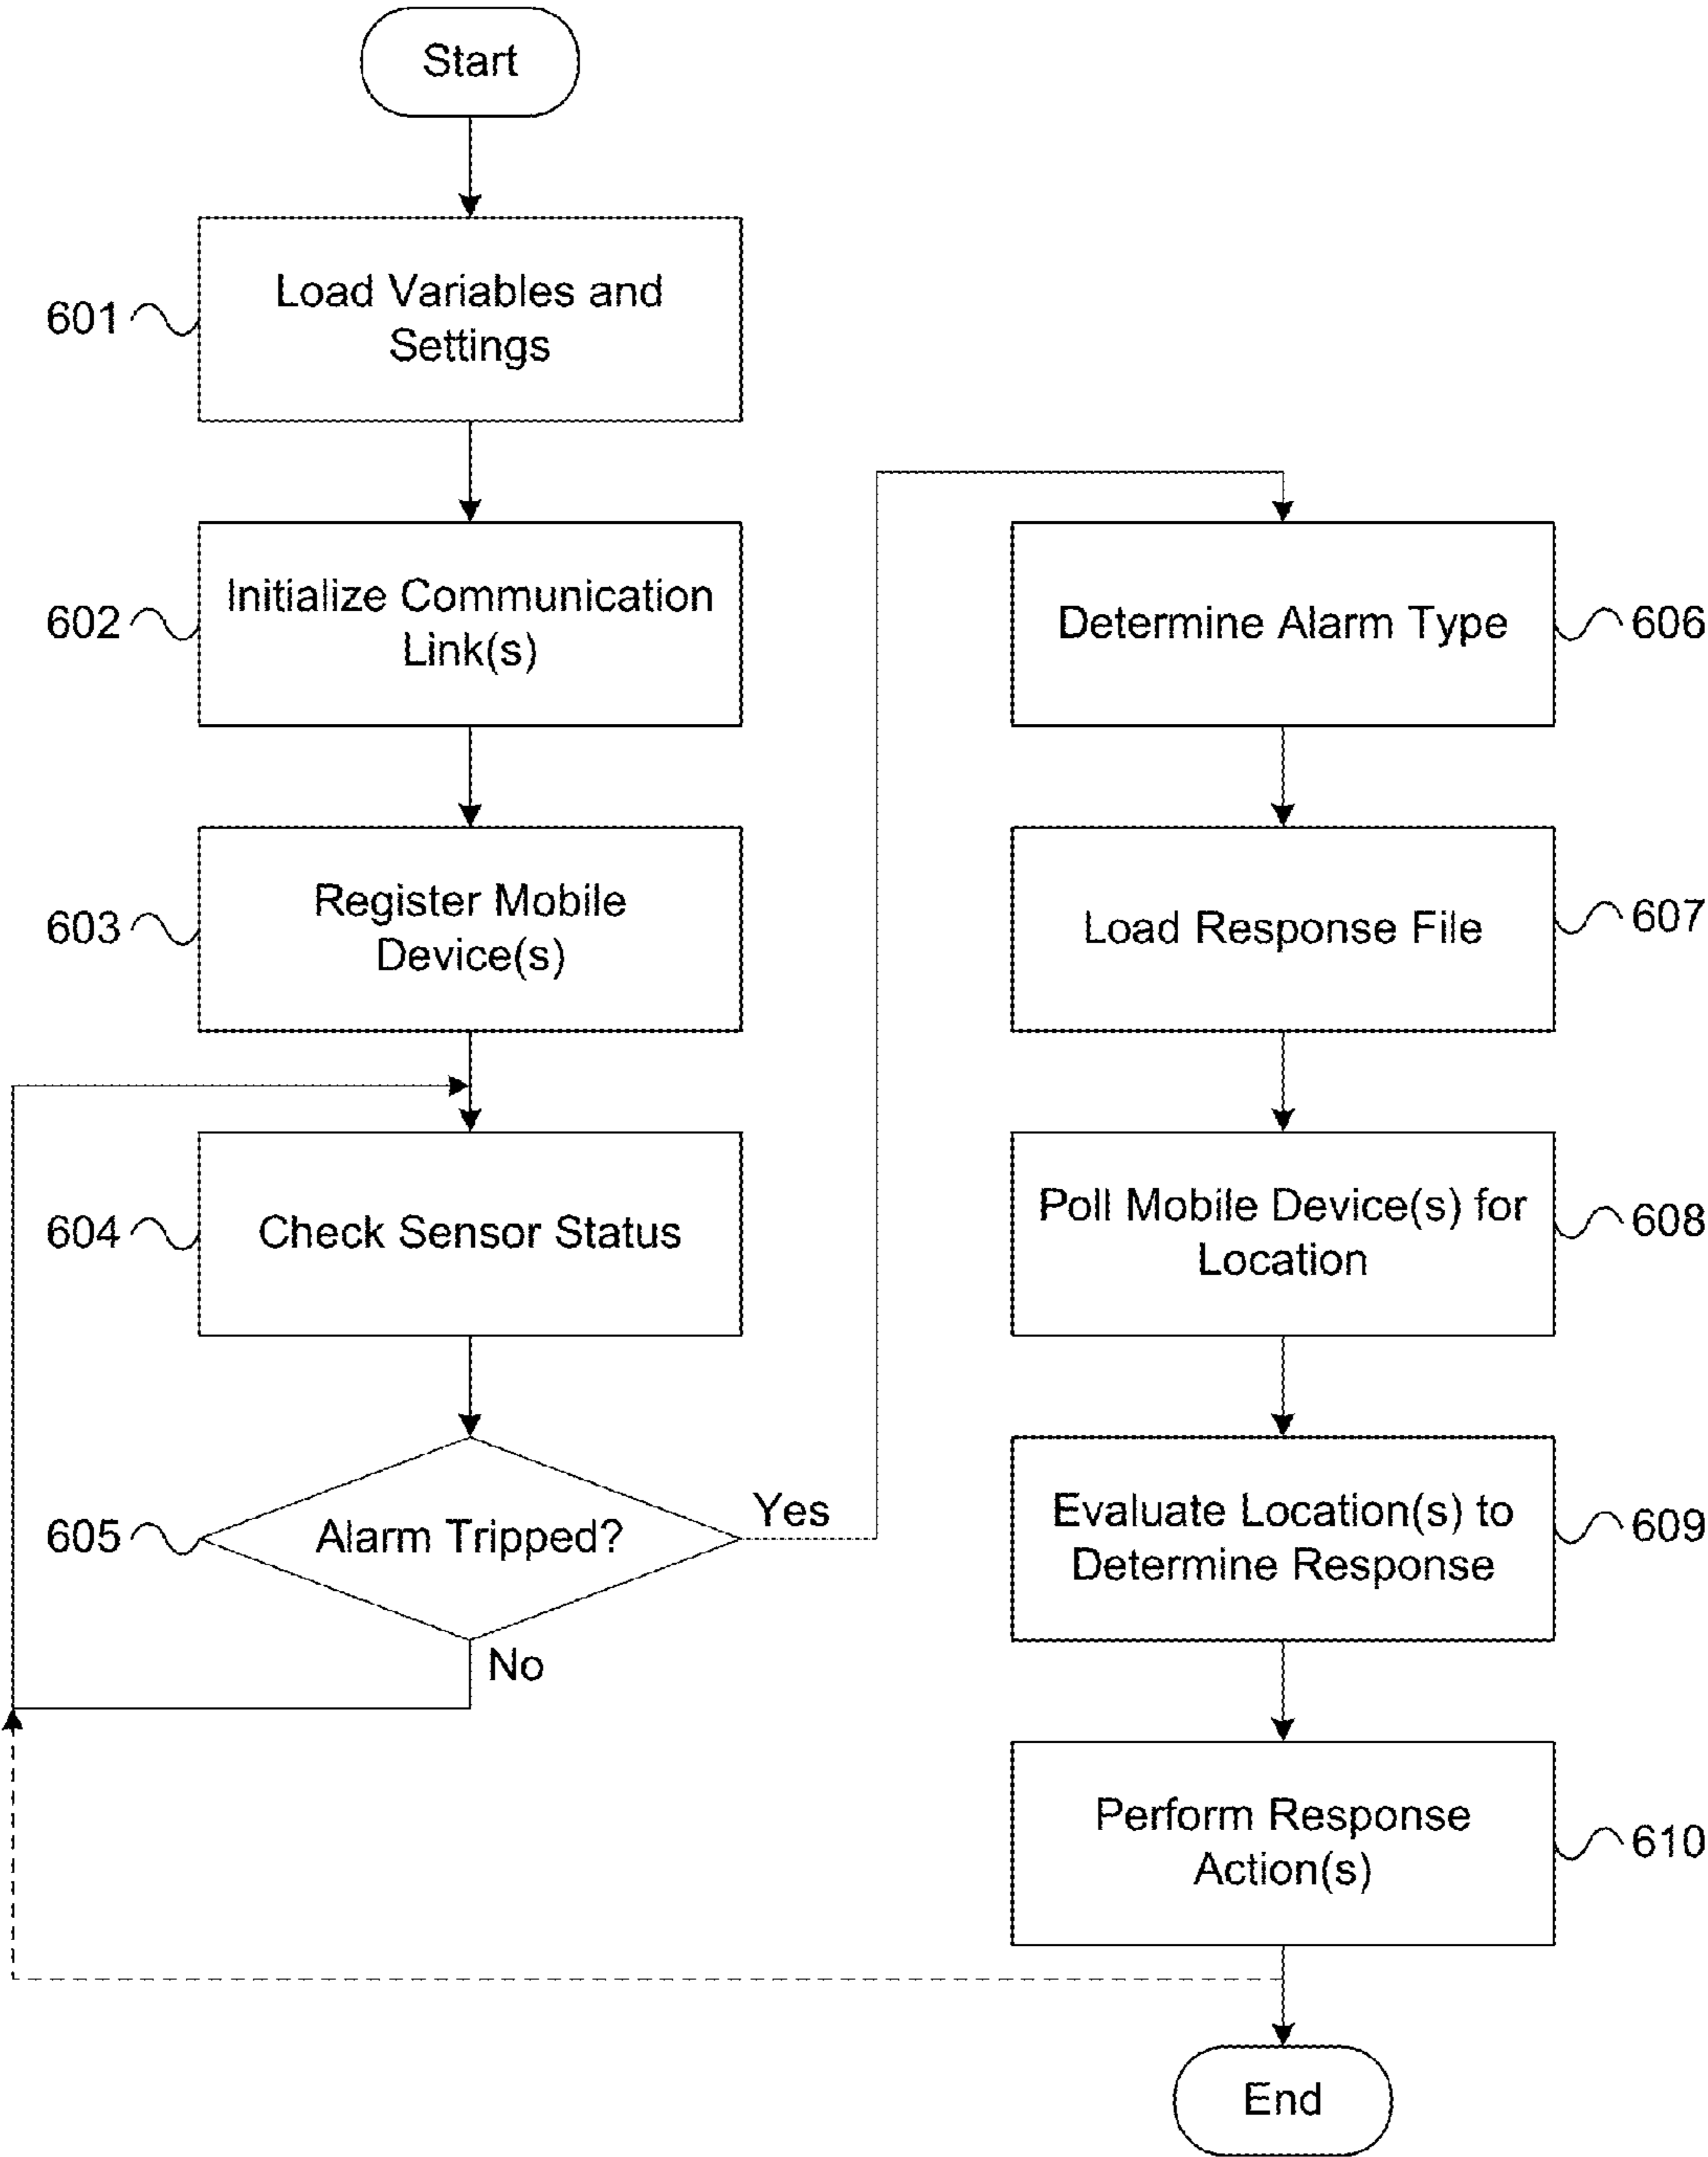 Start
601
Load Variables and
Settings
602
Initialize Communication
Link(s)
603
Register Mobile
Device(s)
604
Check Sensor Status
605
Alarm Tripped?
Yes
No
Determine Alarm Type
606
Load Response File
607
Poll Mobile Device(s) for
Location
608
Evaluate Location(s) to
Determine Response
609
Perform Response
Action(s)
610
End